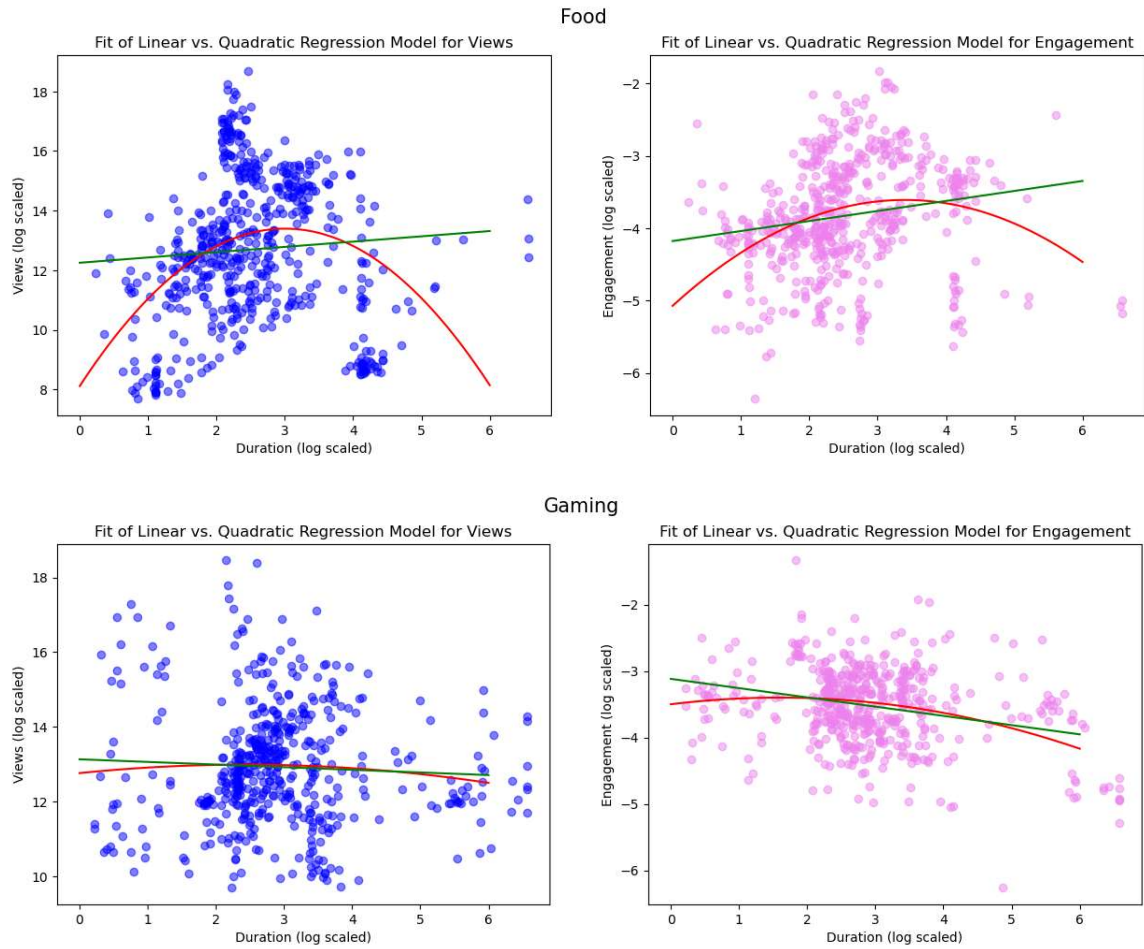 Food
Fit of Linear vs. Quadratic Regression Model for Views
18
16
14
12
10
8
Views (log scaled)
0 1 2 3 4 5 6
Duration (log scaled)
Fit of Linear vs. Quadratic Regression Model for Engagement
−2
−3
−4
−5
−6
Engagement (log scaled)
0 1 2 3 4 5 6
Duration (log scaled)
Gaming
Fit of Linear vs. Quadratic Regression Model for Views
18
16
14
12
10
Views (log scaled)
0 1 2 3 4 5 6
Duration (log scaled)
Fit of Linear vs. Quadratic Regression Model for Engagement
−2
−3
−4
−5
−6
Engagement (log scaled)
0 1 2 3 4 5 6
Duration (log scaled)